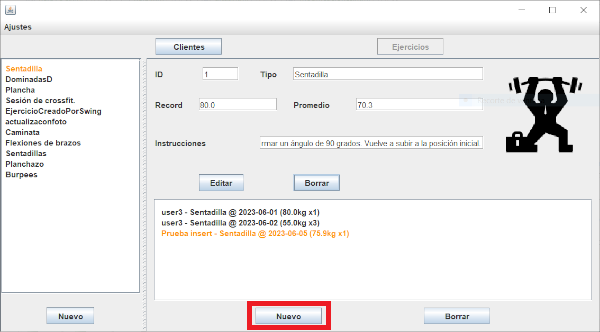 Ajustes
Clientes
Ejercicios
Sentadilla
DominadasD
Plancha
Sesión de crossfit.
EjercicioCreadoPorSwing
actualizaconfoto
Caminata
Flexiones de brazos
Sentadillas
Planchazo
Burpees
ID 1 Tipo Sentadilla
Record 80.0 Promedio 70.3
Instrucciones rmar un ángulo de 90 grados. Vuelve a subir a la posición inicial.
Editar Borrar
user3 - Sentadilla @ 2023-06-01 (80.0kg x1)
user3 - Sentadilla @ 2023-06-02 (55.0kg x3)
Prueba insert - Sentadilla @ 2023-06-05 (75.9kg x1)
Nuevo
Nuevo
Borrar